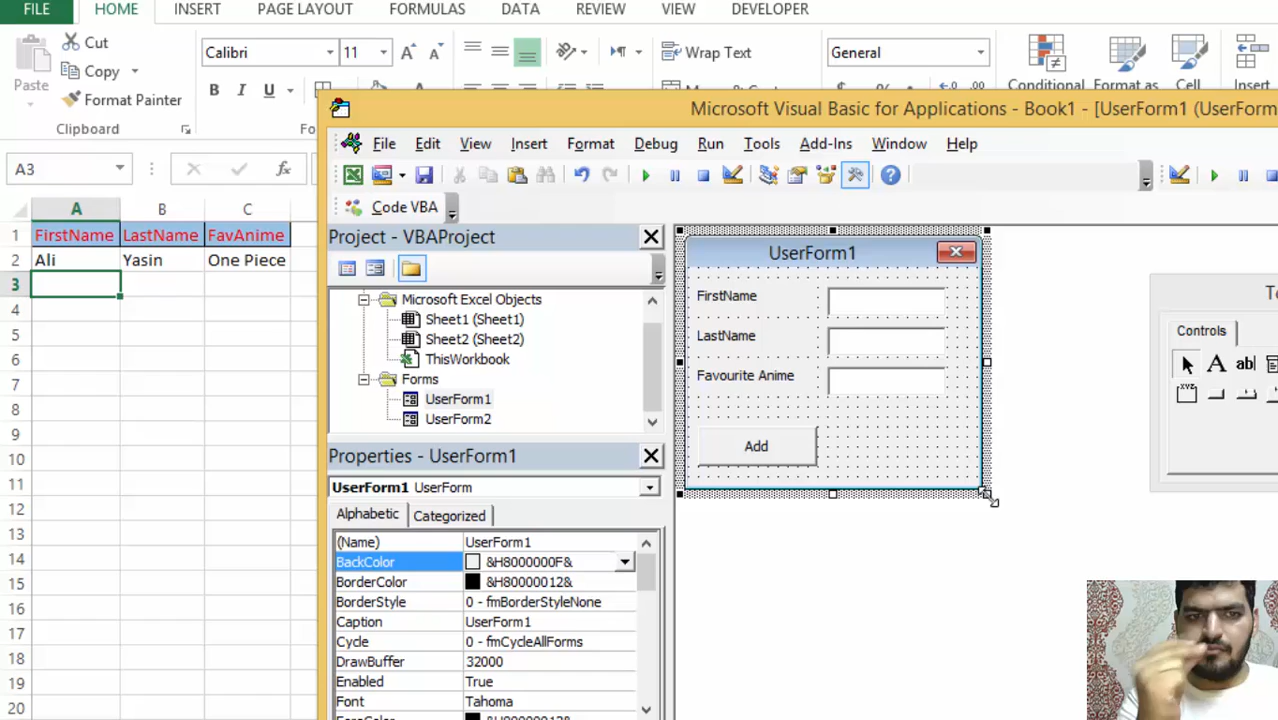 FILE HOME INSERT PAGE LAYOUT FORMULAS DATA REVIEW VIEW DEVELOPER
Paste
Cut
Copy
Format Painter
Clipboard
Calibri 11
B I U
Wrap Text
General
Conditional Format as Cell Insert
A3
fx
A B C
1 FirstName LastName FavAnime
2 Ali Yasin One Piece
3
4
5
6
7
8
9
10
11
12
13
14
15
16
17
18
19
20
Microsoft Visual Basic for Applications - Book1 - [UserForm1 (UserForm
File Edit View Insert Format Debug Run Tools Add-Ins Window Help
Code VBA
Project - VBAProject
Microsoft Excel Objects
Sheet1 (Sheet1)
Sheet2 (Sheet2)
ThisWorkbook
Forms
UserForm1
UserForm2
Properties - UserForm1
UserForm1 UserForm
Alphabetic Categorized
(Name) UserForm1
BackColor &H8000000F&
BorderColor &H80000012&
BorderStyle 0 - fmBorderStyleNone
Caption UserForm1
Cycle 0 - fmCycleAllForms
DrawBuffer 32000
Enabled True
Font Tahoma
UserForm1
FirstName
LastName
Favourite Anime
Add
Controls
A ab|
XYZ